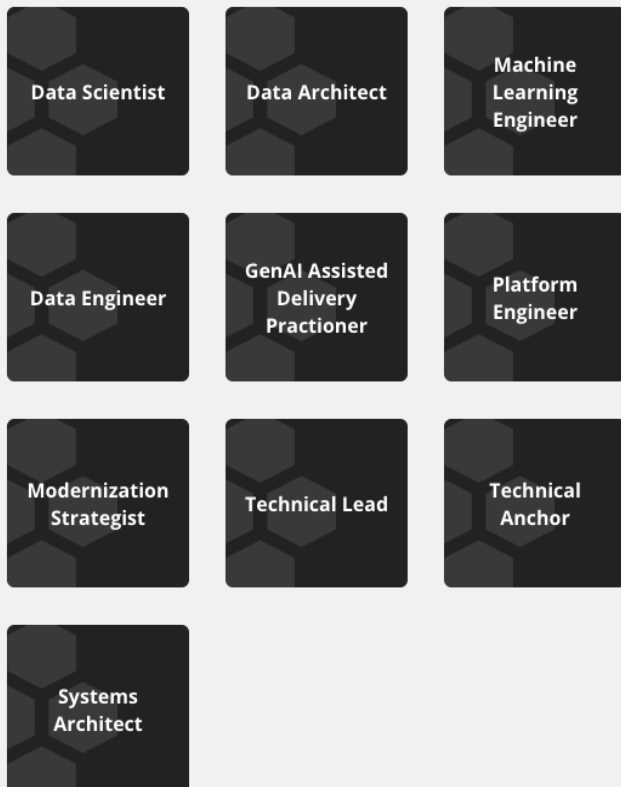 Data Scientist
Data Architect
Machine
Learning
Engineer
Data Engineer
GenAI Assisted
Delivery
Practioner
Platform
Engineer
Modernization
Strategist
Technical Lead
Technical
Anchor
Systems
Architect